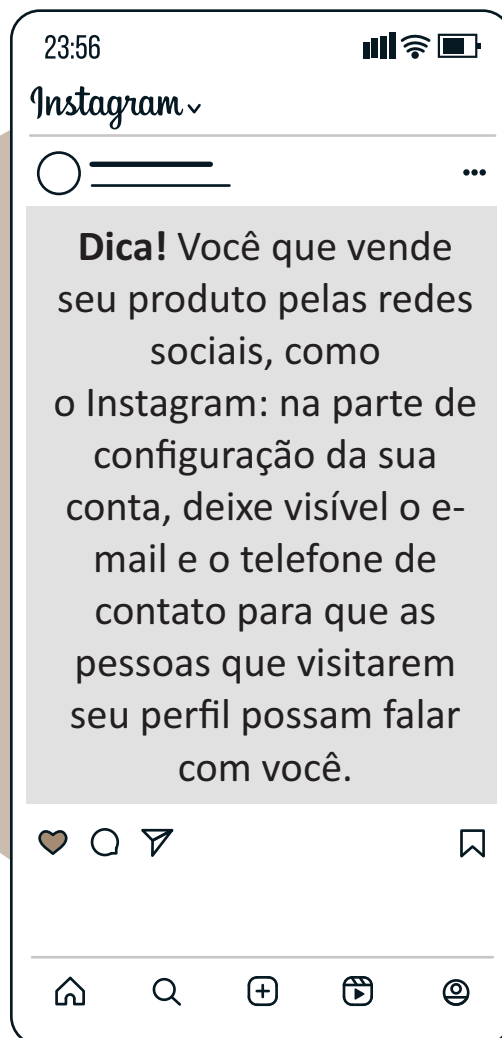 23:56
Instagram
Dica! Você que vende
seu produto pelas redes
sociais, como
o Instagram: na parte de
configuração da sua
conta, deixe visível o e-
mail e o telefone de
contato para que as
pessoas que visitarem
seu perfil possam falar
com você.